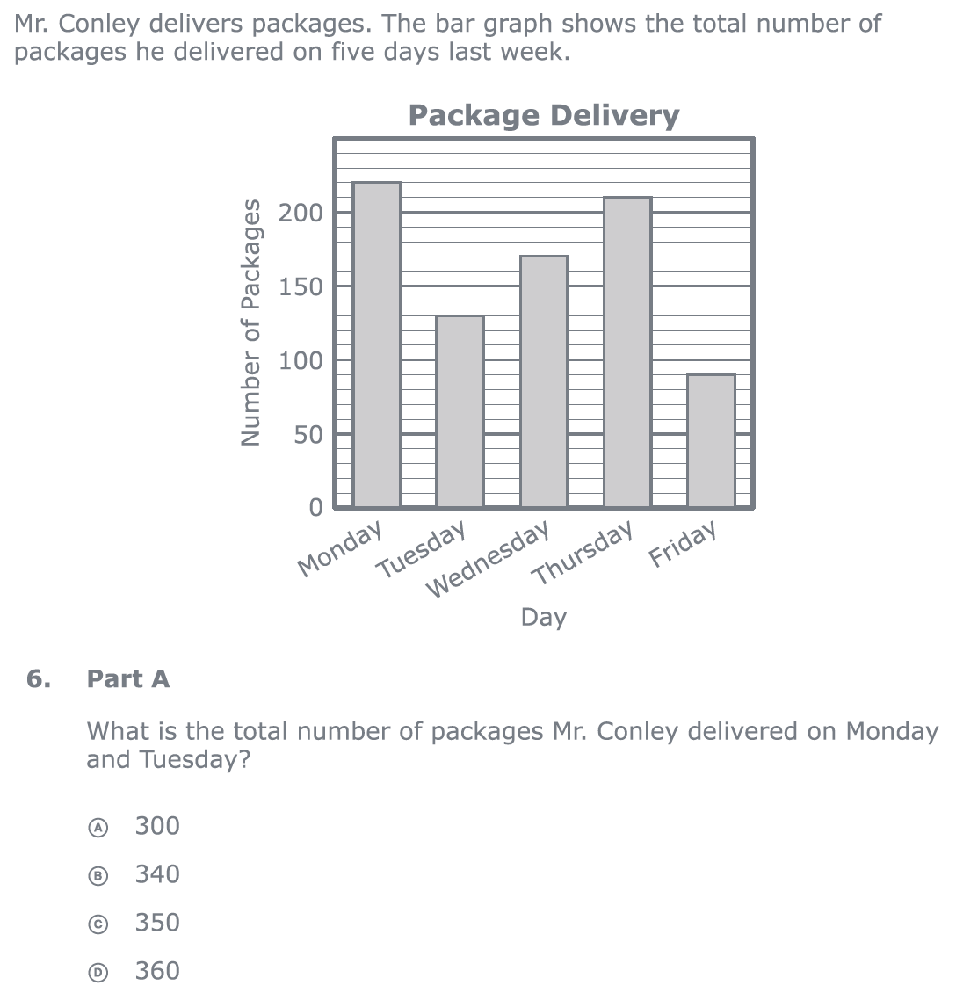 Mr. Conley delivers packages. The bar graph shows the total number of
packages he delivered on five days last week.
Package Delivery
Number of Packages
200
150
100
50
0
Monday
Tuesday
Wednesday
Thursday
Friday
Day
6. Part A
What is the total number of packages Mr. Conley delivered on Monday
and Tuesday?
A 300
B 340
C 350
D 360